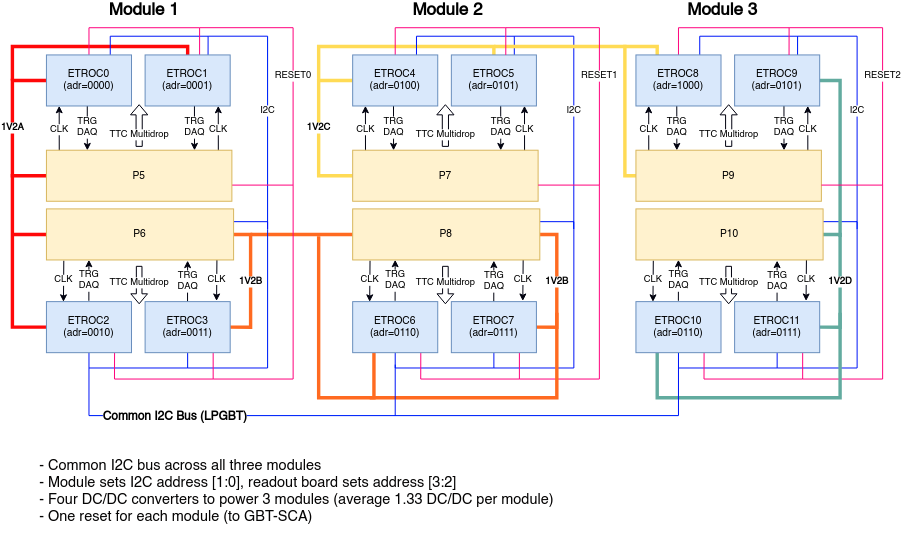 Module 1
Module 2
Module 3
ETROC0
(adr=0000)
ETROC1
(adr=0001)
RESET0
I2C
1V2A
CLK
TRG
DAQ
TTC Multidrop
TRG
DAQ
CLK
P5
P6
CLK
TRG
DAQ
TTC Multidrop
TRG
DAQ
CLK
1V2B
ETROC2
(adr=0010)
ETROC3
(adr=0011)
ETROC4
(adr=0100)
ETROC5
(adr=0101)
RESET1
I2C
1V2C
CLK
TRG
DAQ
TTC Multidrop
TRG
DAQ
CLK
P7
P8
CLK
TRG
DAQ
TTC Multidrop
TRG
DAQ
CLK
1V2B
ETROC6
(adr=0110)
ETROC7
(adr=0111)
ETROC8
(adr=1000)
ETROC9
(adr=0101)
RESET2
I2C
CLK
TRG
DAQ
TTC Multidrop
TRG
DAQ
CLK
P9
P10
CLK
TRG
DAQ
TTC Multidrop
TRG
DAQ
CLK
1V2D
ETROC10
(adr=0110)
ETROC11
(adr=0111)
Common I2C Bus (LPGBT)
- Common I2C bus across all three modules
- Module sets I2C address [1:0], readout board sets address [3:2]
- Four DC/DC converters to power 3 modules (average 1.33 DC/DC per module)
- One reset for each module (to GBT-SCA)